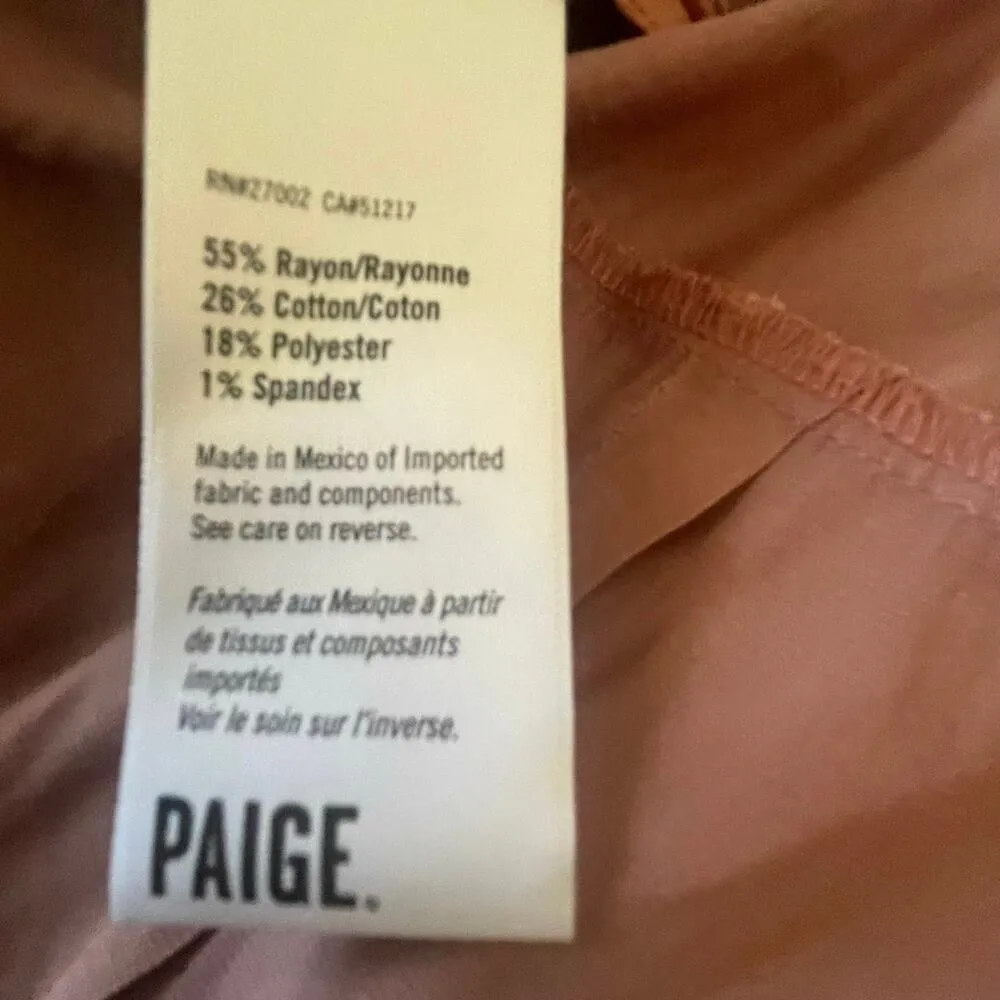 RN#27002 CA#51217
55% Rayon/Rayonne
26% Cotton/Coton
18% Polyester
1% Spandex
Made in Mexico of Imported
fabric and components.
See care on reverse.
Fabriqué aux Mexique à partir
de tissus et composants
importés
Voir le soin sur l'inverse.
PAIGE.